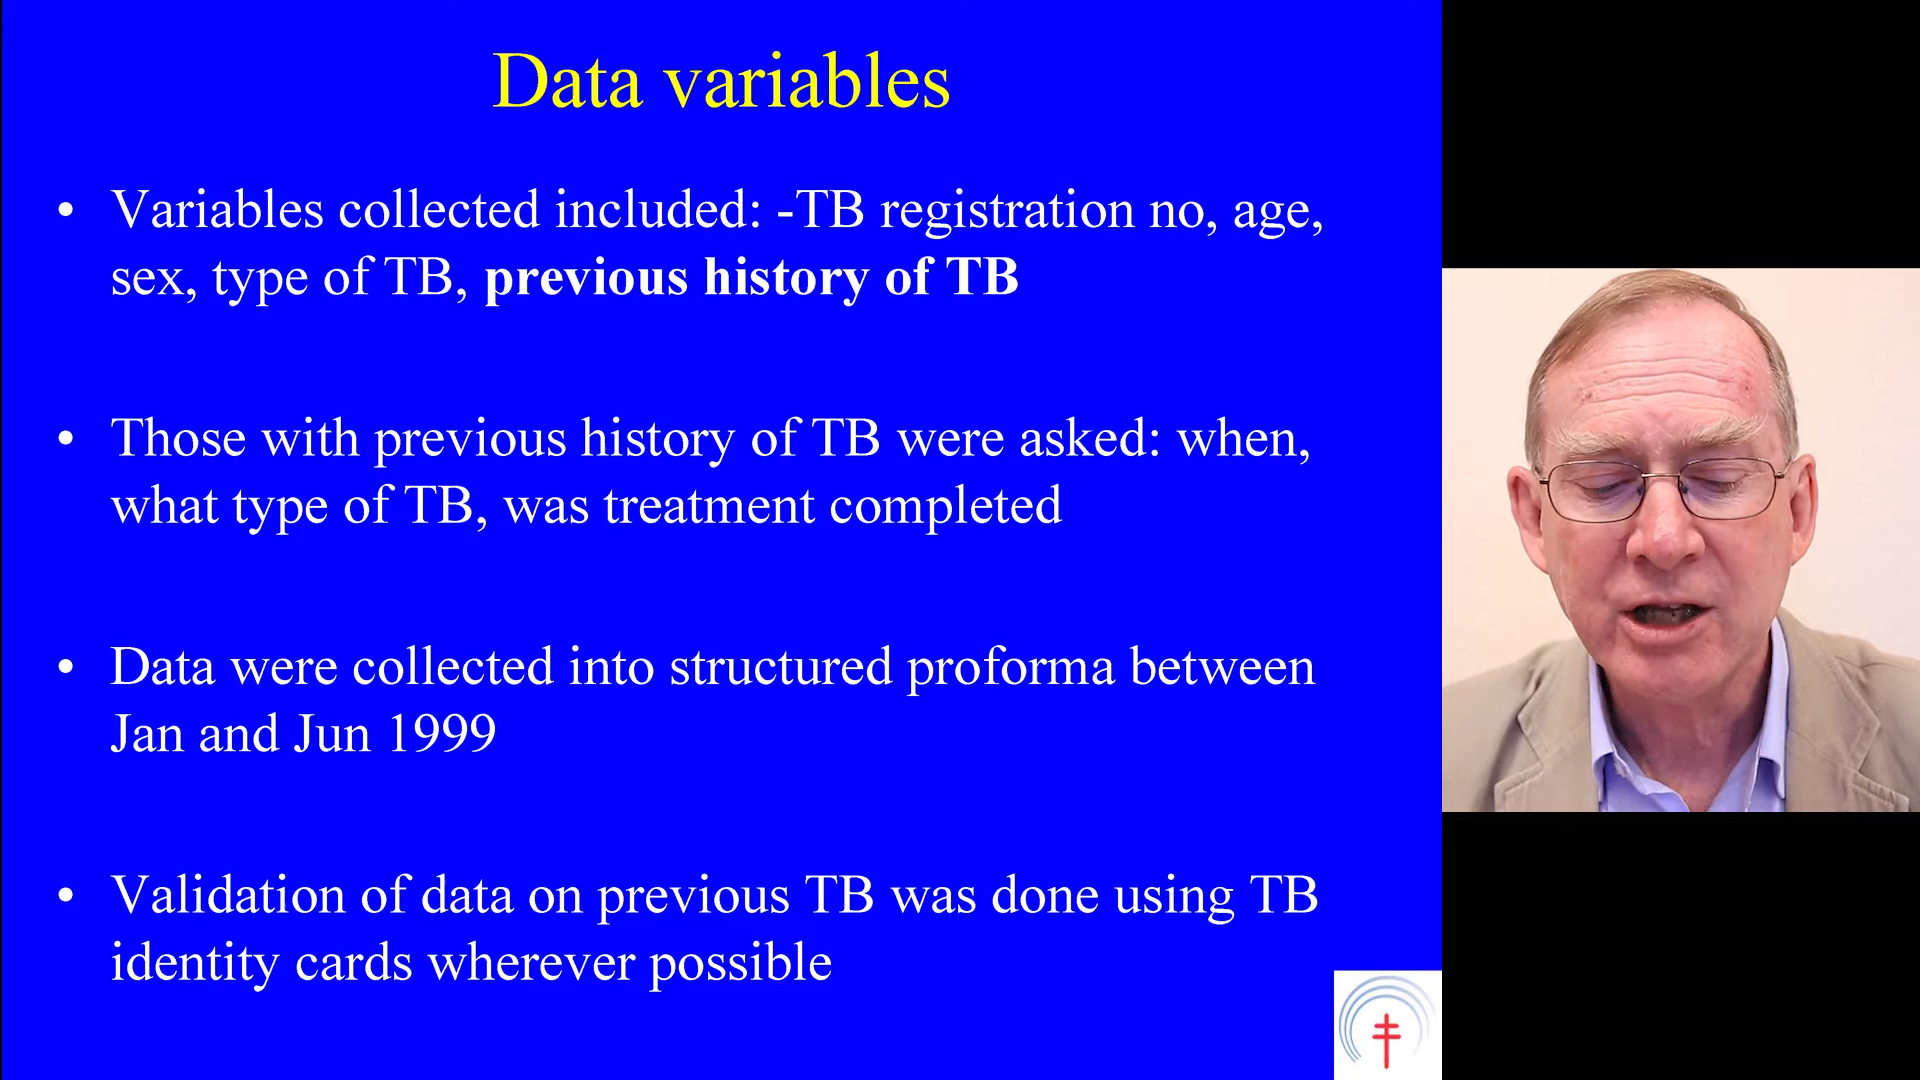 Data variables
• Variables collected included: -TB registration no, age,
sex, type of TB, previous history of TB
• Those with previous history of TB were asked: when,
what type of TB, was treatment completed
• Data were collected into structured proforma between
Jan and Jun 1999
• Validation of data on previous TB was done using TB
identity cards wherever possible